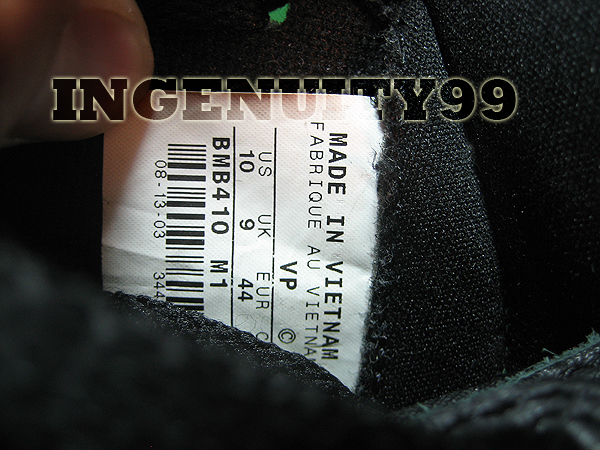 INGENUITY99
MADE IN VIETNAM
FABRIQUE AU VIETNAM
VP ©
US UK EUR
10 9 44
BMB410 M1
08-13-03 344